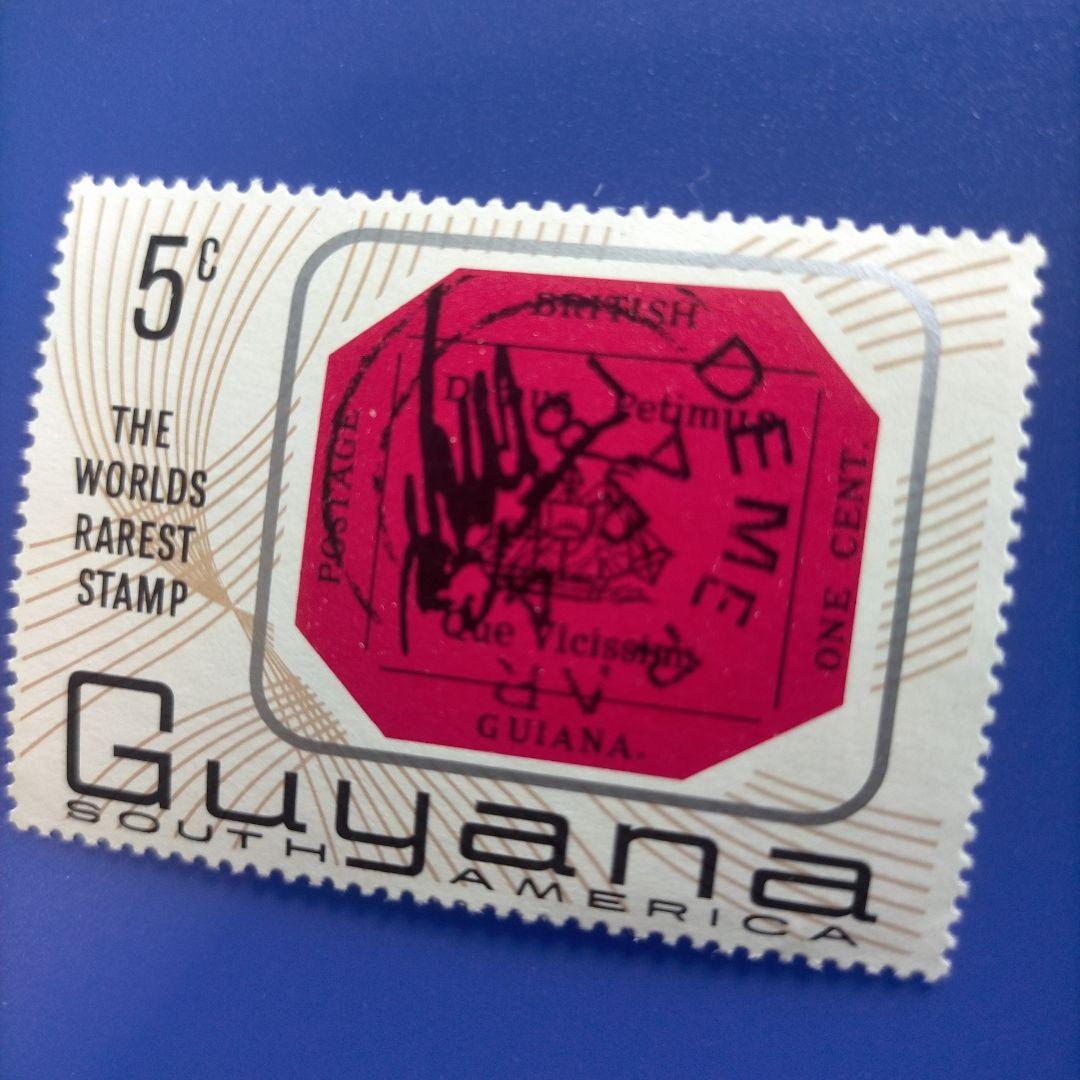 5c
THE
WORLDS
RAREST
STAMP
BRITISH
DEME
Petimus
POSTAGE
ONE CENT.
Que Vicissim
GUIANA.
Guyana
SOUTH AMERICA